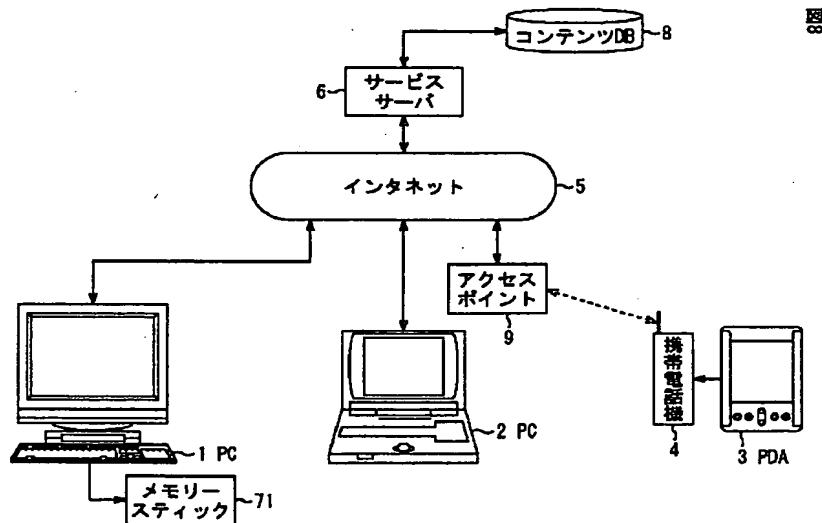 図8
コンテンツDB
8
6
サービス
サーバ
インタネット
5
アクセス
ポイント
9
携帯電話機
4
3 PDA
2 PC
1 PC
メモリー
スティック
71